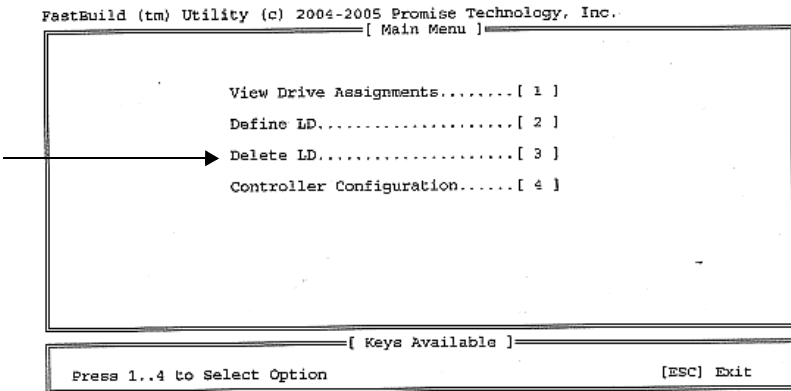 FastBuild (tm) Utility (c) 2004-2005 Promise Technology, Inc.
[ Main Menu ]
View Drive Assignments........[ 1 ]
Define LD.....................[ 2 ]
Delete LD.....................[ 3 ]
Controller Configuration......[ 4 ]
[ Keys Available ]
Press 1..4 to Select Option [ESC] Exit